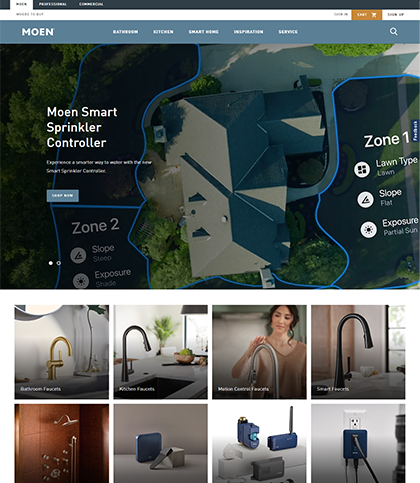 MOEN
PROFESSIONAL
COMMERCIAL
WHERE TO BUY
SIGN IN
CART
SIGN UP
MOEN
BATHROOM
KITCHEN
SMART HOME
INSPIRATION
SERVICE
Moen Smart
Sprinkler
Controller
Experience a smarter way to water with the new
Smart Sprinkler Controller.
SHOP NOW
Feedback
Zone 1
Lawn Type
Lawn
Slope
Flat
Exposure
Partial Sun
Zone 2
Slope
Steep
Exposure
Shade
Bathroom Faucets
Kitchen Faucets
Motion Control Faucets
Smart Faucets